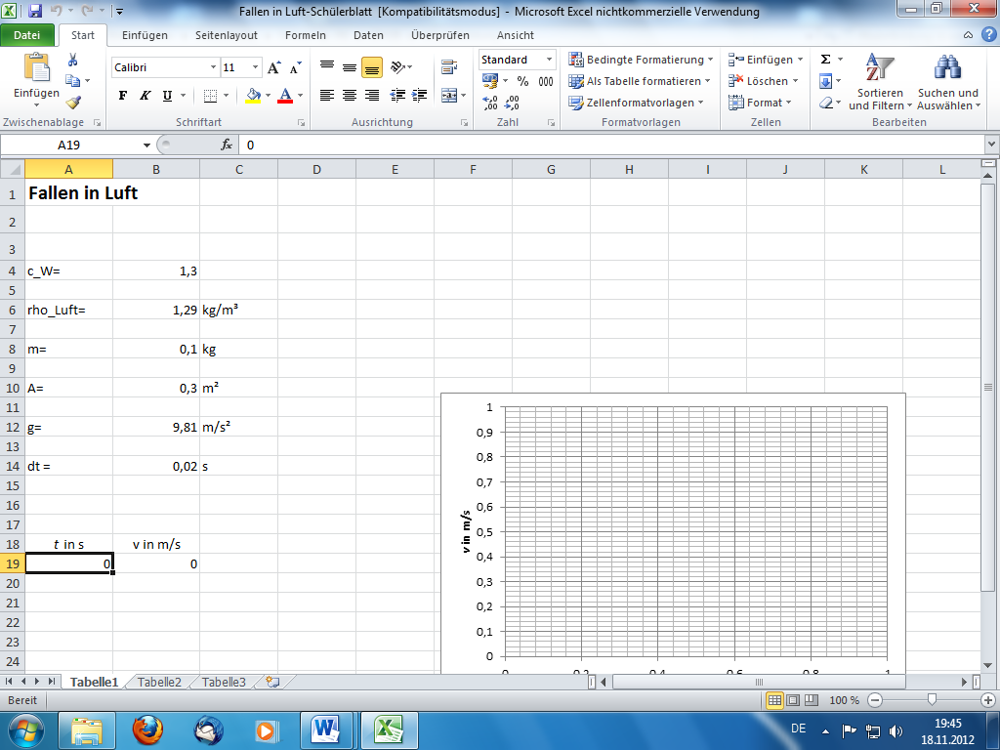 Fallen in Luft-Schülerblatt [Kompatibilitätsmodus] - Microsoft Excel nichtkommerzielle Verwendung
Datei Start Einfügen Seitenlayout Formeln Daten Überprüfen Ansicht
Einfügen
Calibri 11
F K U
Standard
% 000
Bedingte Formatierung
Als Tabelle formatieren
Zellenformatvorlagen
Einfügen
Löschen
Format
Σ
Sortieren und Filtern
Suchen und Auswählen
Zwischenablage Schriftart Ausrichtung Zahl Formatvorlagen Zellen Bearbeiten
A19 fx 0
A B C D E F G H I J K L
1 Fallen in Luft
2
3
4 c_W= 1,3
5
6 rho_Luft= 1,29 kg/m³
7
8 m= 0,1 kg
9
10 A= 0,3 m²
11
12 g= 9,81 m/s²
13
14 dt = 0,02 s
15
16
17
18 t in s v in m/s
19 0 0
20
21
22
23
24
1
0,9
0,8
0,7
0,6
0,5
0,4
0,3
0,2
0,1
0
v in m/s
0 0,2 0,4 0,6 0,8 1
Tabelle1 Tabelle2 Tabelle3
Bereit 100 %
DE 19:45
18.11.2012